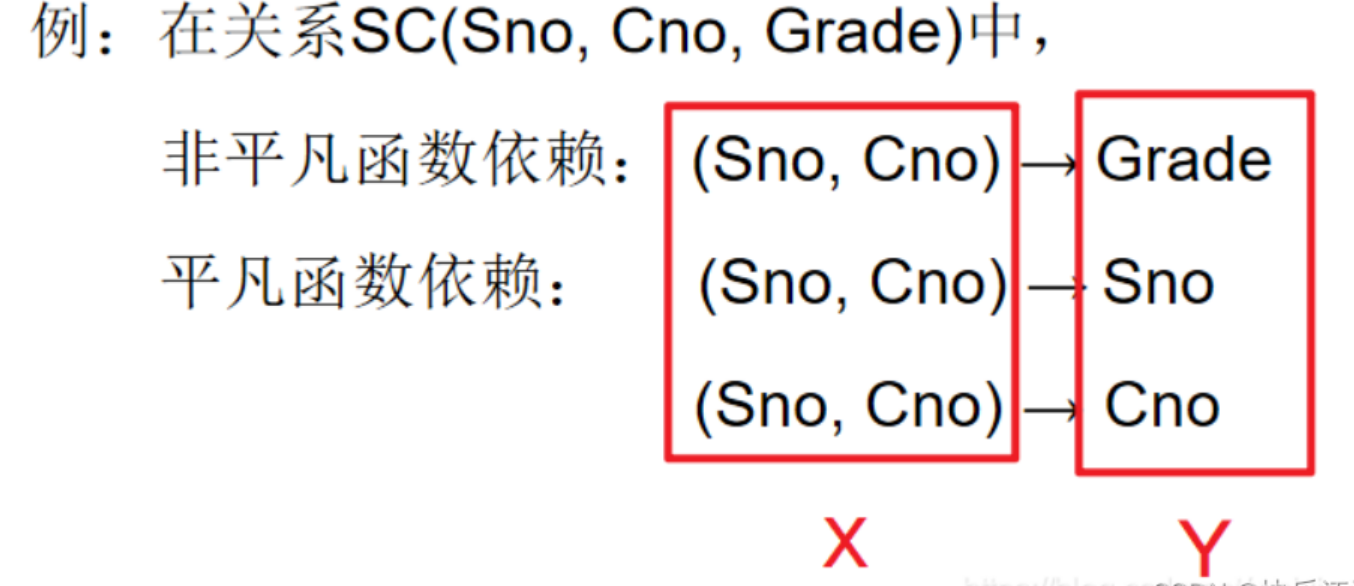 例：在关系SC(Sno, Cno, Grade)中，
非平凡函数依赖： (Sno, Cno) → Grade
平凡函数依赖： (Sno, Cno) → Sno
(Sno, Cno) → Cno
X Y